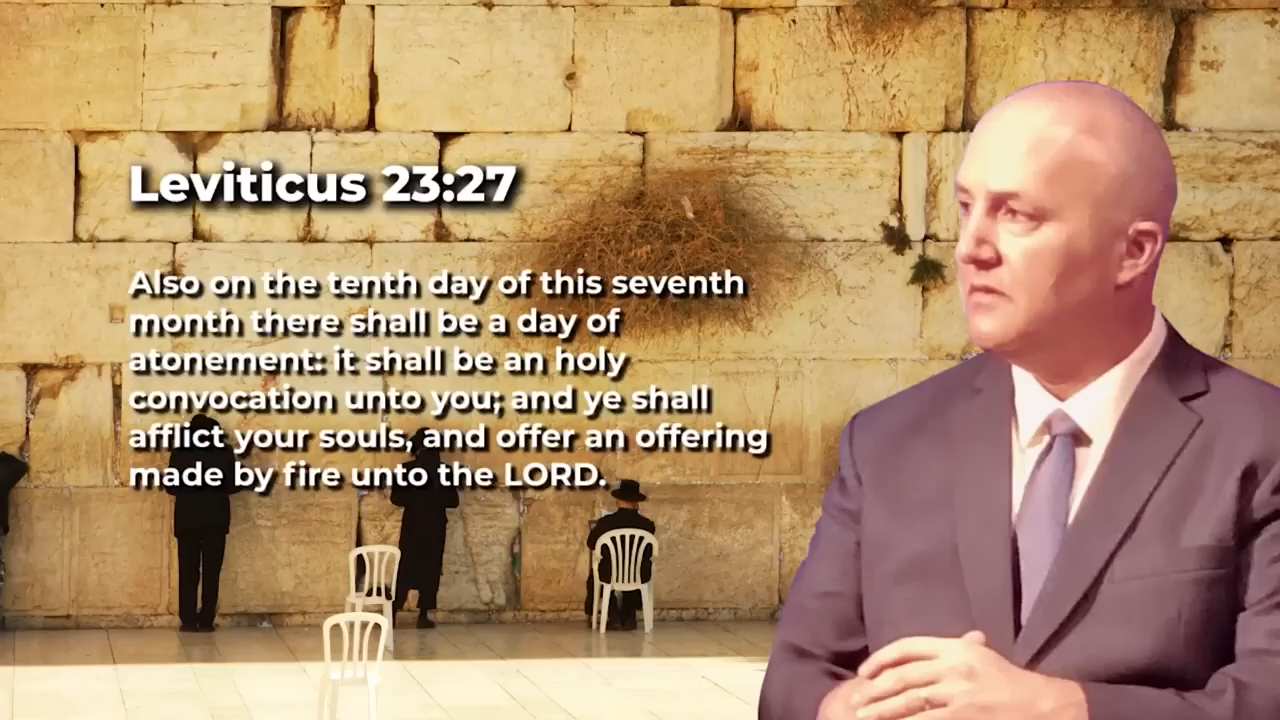 Leviticus 23:27
Also on the tenth day of this seventh
month there shall be a day of
atonement: it shall be an holy
convocation unto you; and ye shall
afflict your souls, and offer an offering
made by fire unto the LORD.